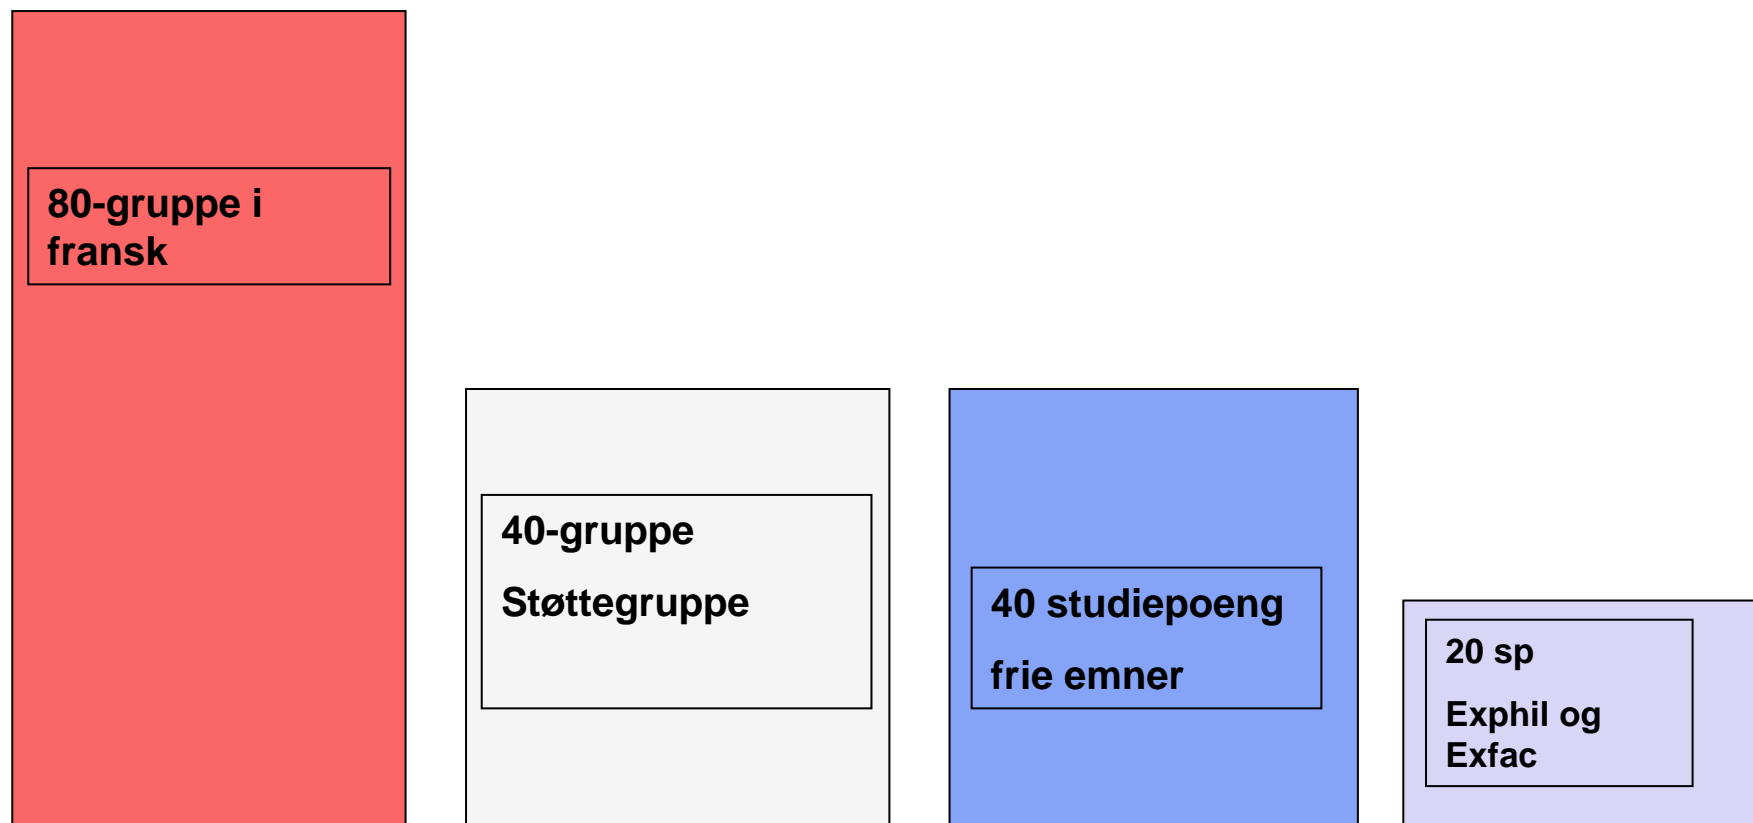 80-gruppe i
fransk
40-gruppe
Støttegruppe
40 studiepoeng
frie emner
20 sp
Exphil og
Exfac